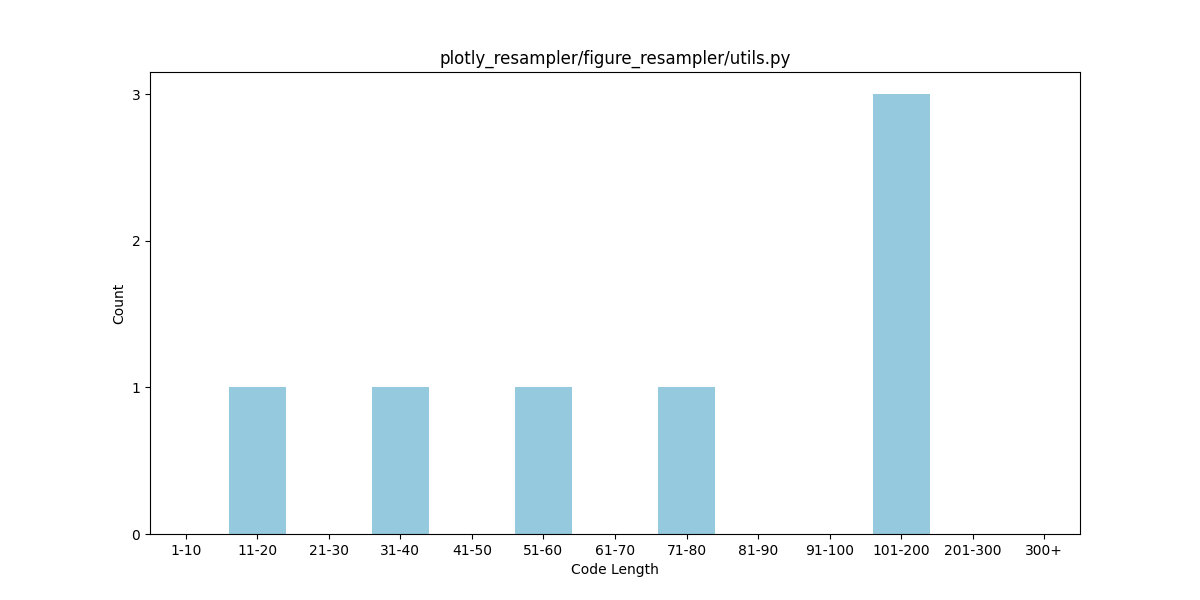 plotly_resampler/figure_resampler/utils.py
3
2
1
0
Count
1-10 11-20 21-30 31-40 41-50 51-60 61-70 71-80 81-90 91-100 101-200 201-300 300+
Code Length